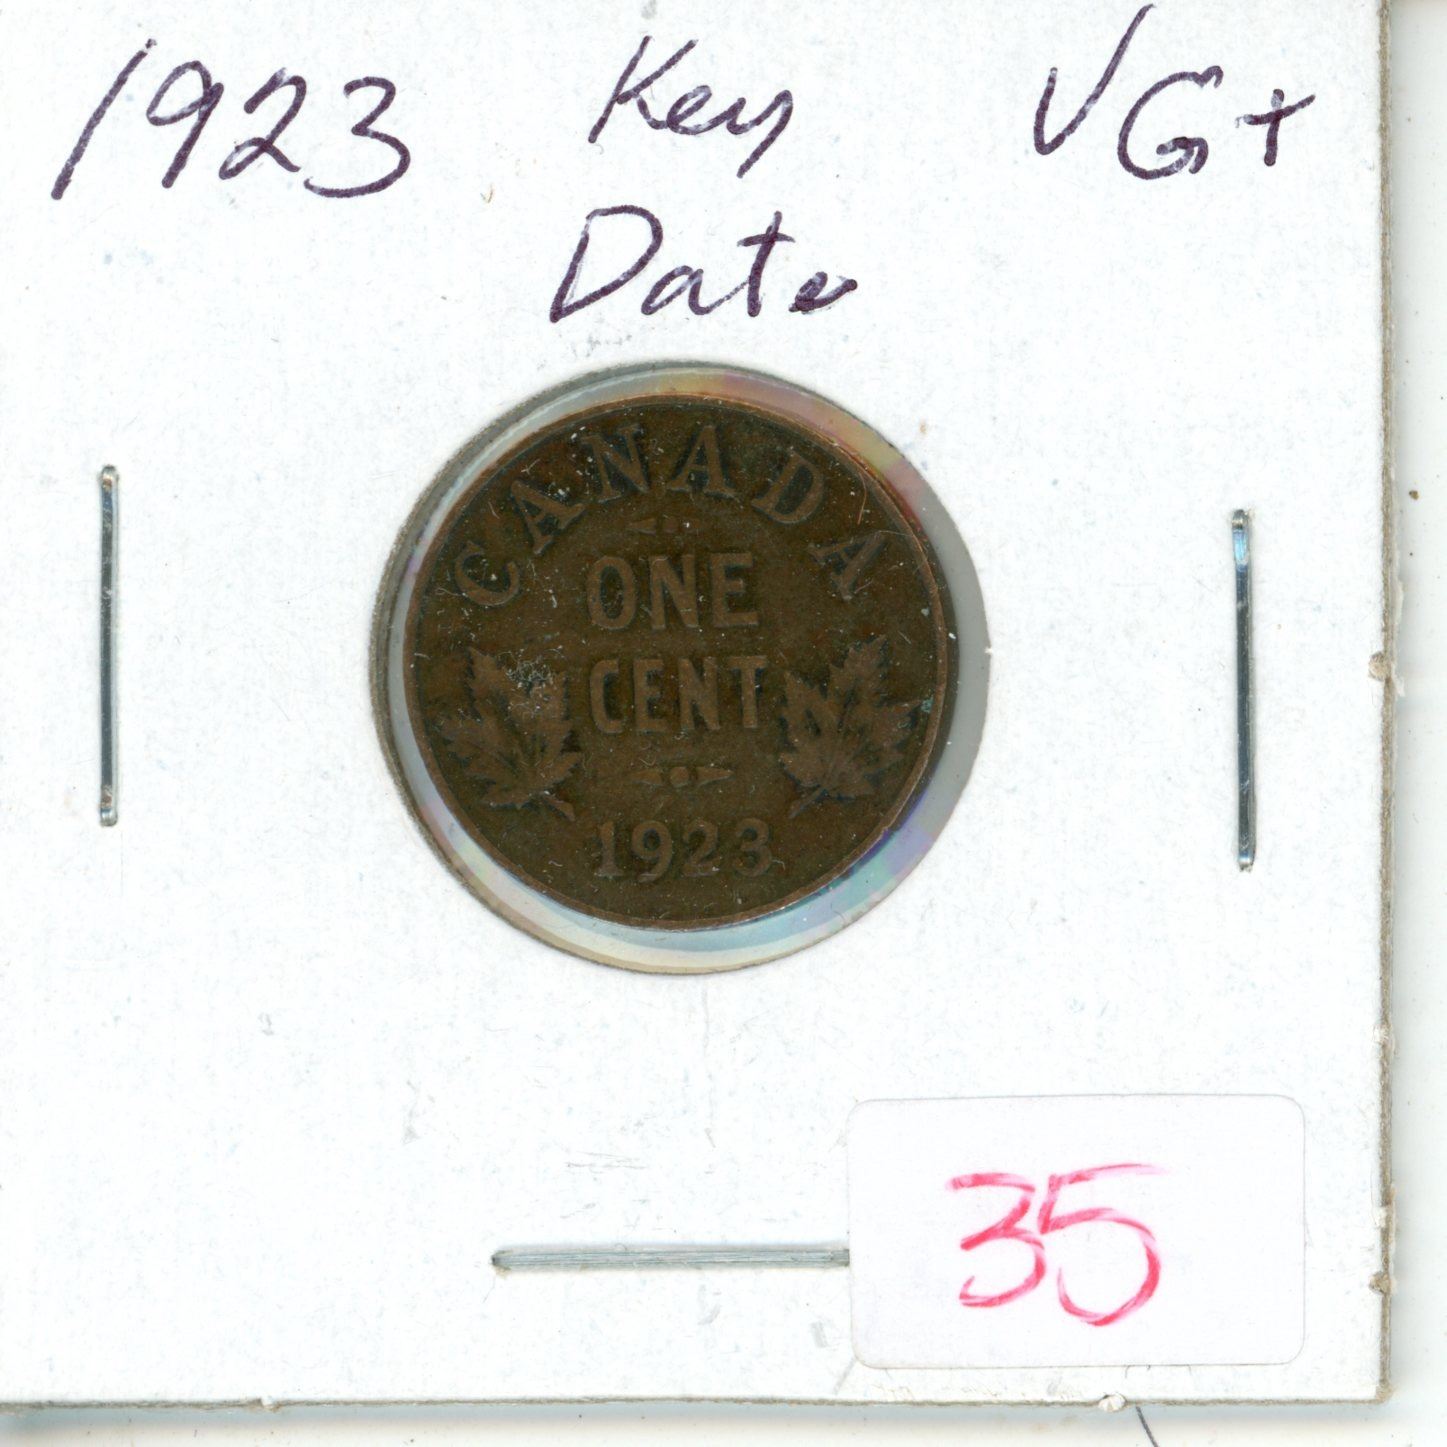 1923 Key VG+
Date
CANADA
ONE
CENT
1923
35